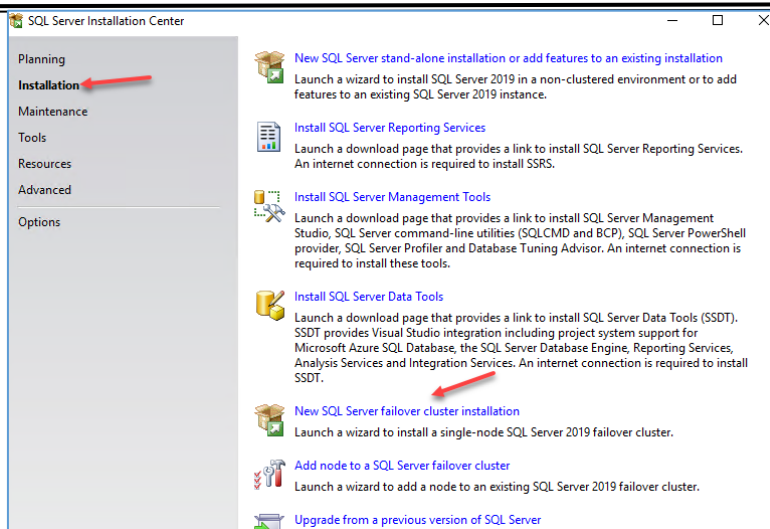 SQL Server Installation Center
Planning
Installation
Maintenance
Tools
Resources
Advanced
Options
New SQL Server stand-alone installation or add features to an existing installation
Launch a wizard to install SQL Server 2019 in a non-clustered environment or to add
features to an existing SQL Server 2019 instance.
Install SQL Server Reporting Services
Launch a download page that provides a link to install SQL Server Reporting Services.
An internet connection is required to install SSRS.
Install SQL Server Management Tools
Launch a download page that provides a link to install SQL Server Management
Studio, SQL Server command-line utilities (SQLCMD and BCP), SQL Server PowerShell
provider, SQL Server Profiler and Database Tuning Advisor. An internet connection is
required to install these tools.
Install SQL Server Data Tools
Launch a download page that provides a link to install SQL Server Data Tools (SSDT).
SSDT provides Visual Studio integration including project system support for
Microsoft Azure SQL Database, the SQL Server Database Engine, Reporting Services,
Analysis Services and Integration Services. An internet connection is required to install
SSDT.
New SQL Server failover cluster installation
Launch a wizard to install a single-node SQL Server 2019 failover cluster.
Add node to a SQL Server failover cluster
Launch a wizard to add a node to an existing SQL Server 2019 failover cluster.
Upgrade from a previous version of SQL Server